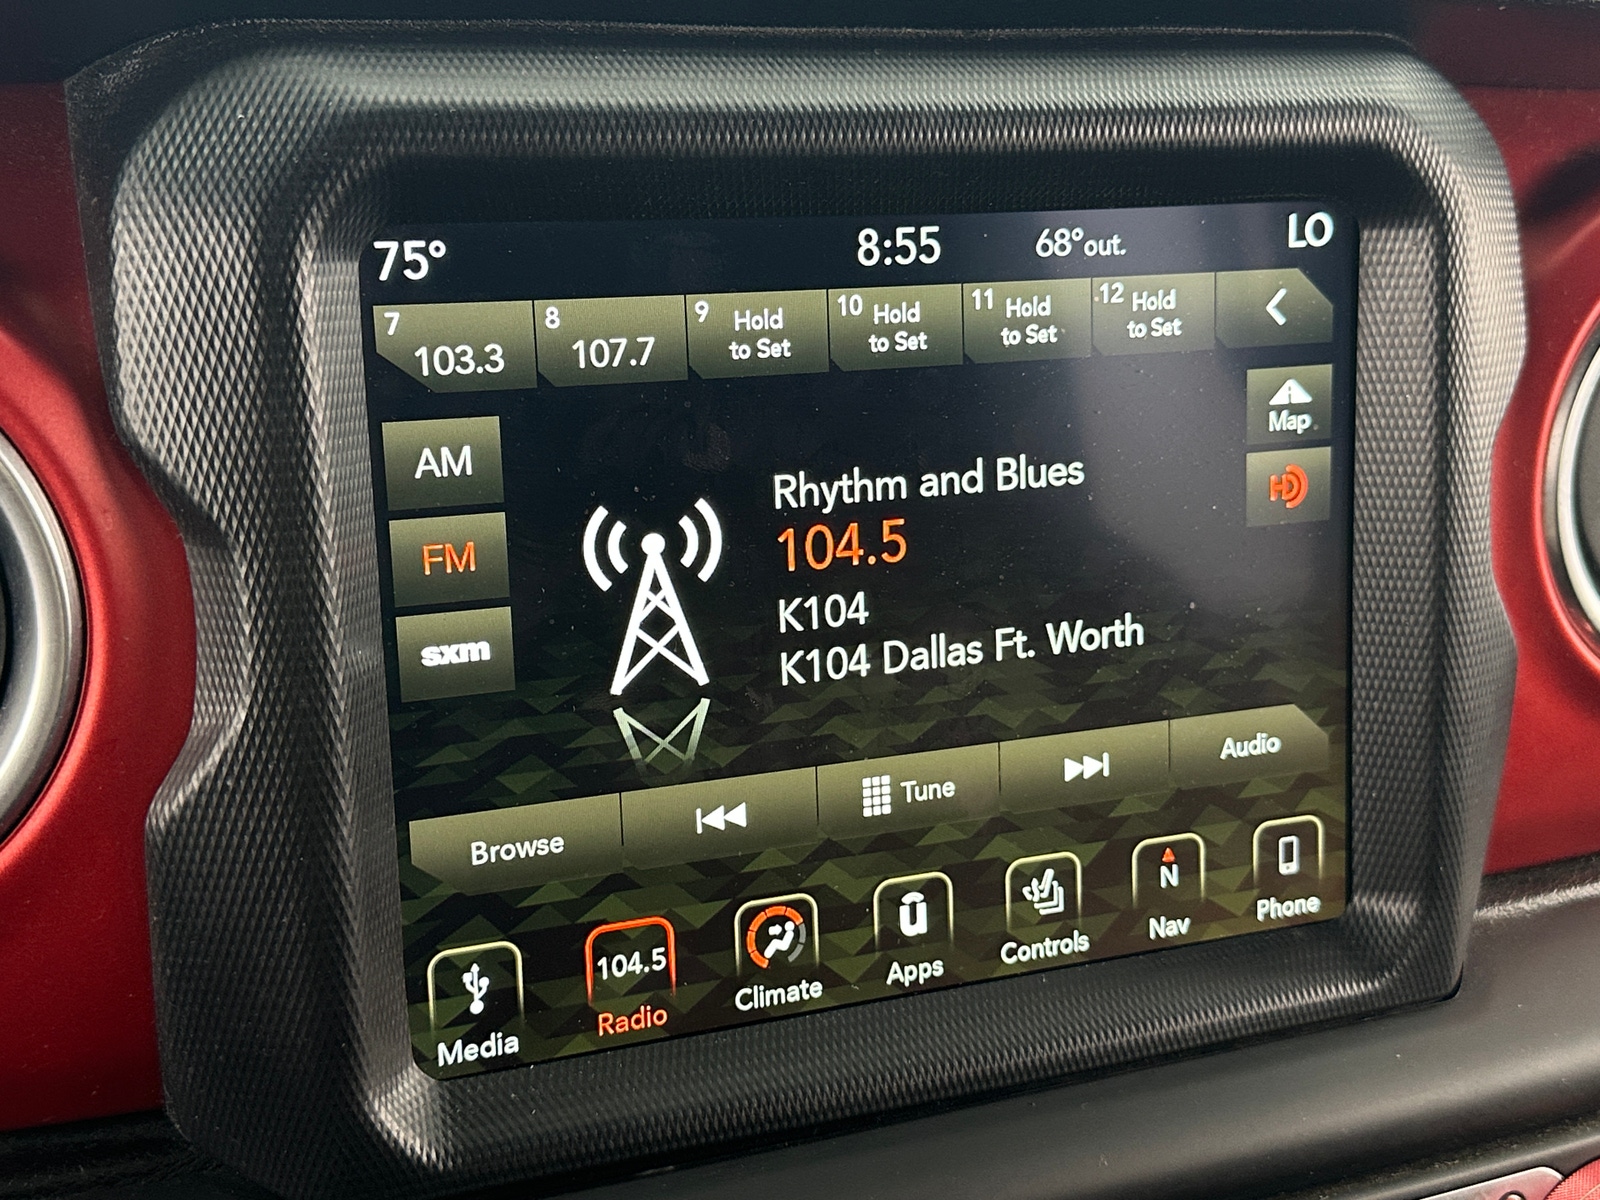 75° 8:55 68°out. LO
7 103.3
8 107.7
9 Hold to Set
10 Hold to Set
11 Hold to Set
12 Hold to Set
Map
AM
FM
sxm
HD
Rhythm and Blues
104.5
K104
K104 Dallas Ft. Worth
Browse
Tune
Audio
Media
104.5
Radio
Climate
Apps
Controls
N
Nav
Phone